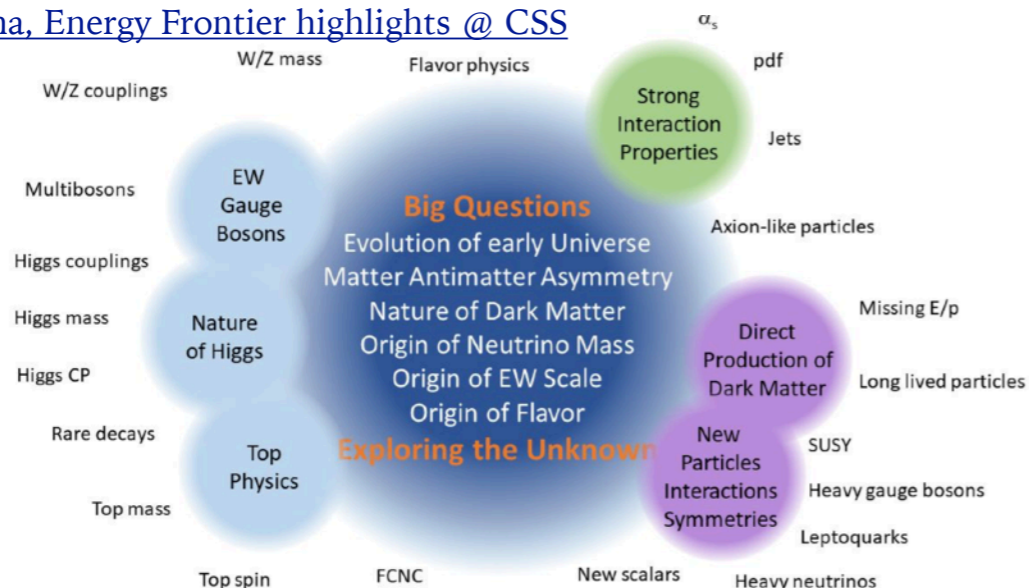 Energy Frontier highlights @ CSS
αs
W/Z mass
Flavor physics
pdf
W/Z couplings
Strong
Interaction
Properties
Jets
Multibosons
EW
Gauge
Bosons
Big Questions
Evolution of early Universe
Matter Antimatter Asymmetry
Nature of Dark Matter
Origin of Neutrino Mass
Origin of EW Scale
Origin of Flavor
Exploring the Unknown
Axion-like particles
Higgs couplings
Higgs mass
Nature
of Higgs
Higgs CP
Missing E/p
Direct
Production of
Dark Matter
Long lived particles
Rare decays
Top
Physics
New
Particles
Interactions
Symmetries
SUSY
Heavy gauge bosons
Leptoquarks
Top mass
Top spin
FCNC
New scalars
Heavy neutrinos